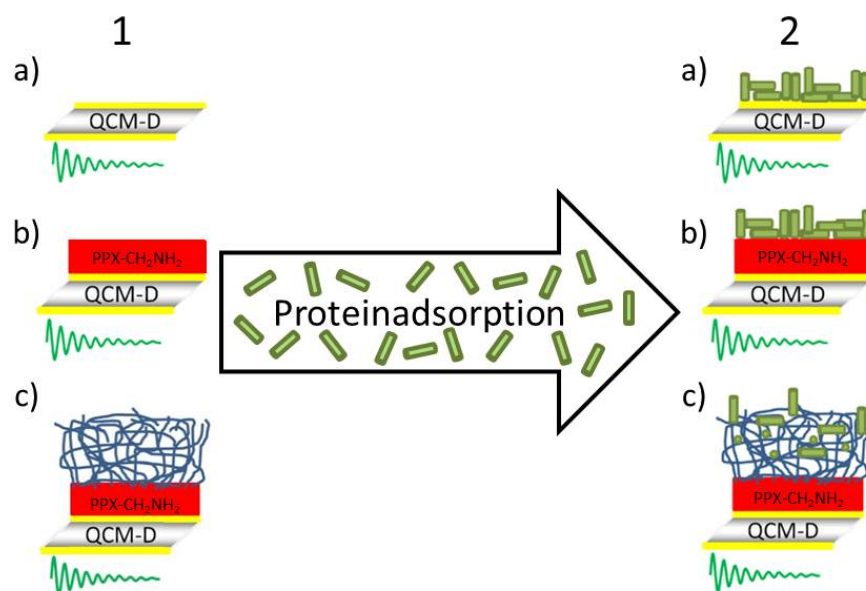 1
2
a)
QCM-D
a)
QCM-D
b)
PPX-CH₂NH₂
QCM-D
Proteinadsorption
b)
PPX-CH₂NH₂
QCM-D
c)
PPX-CH₂NH₂
QCM-D
c)
PPX-CH₂NH₂
QCM-D